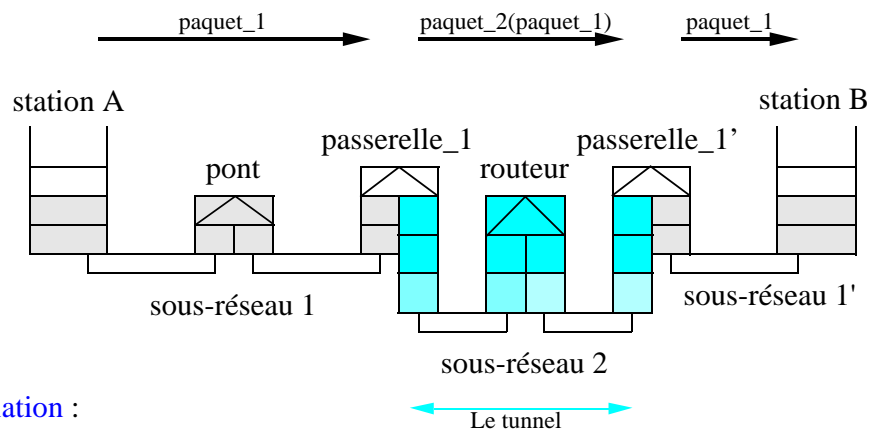 paquet_1 paquet_2(paquet_1) paquet_1
station A station B
passerelle_1 passerelle_1’
pont routeur
sous-réseau 1 sous-réseau 1'
sous-réseau 2
ation :
Le tunnel